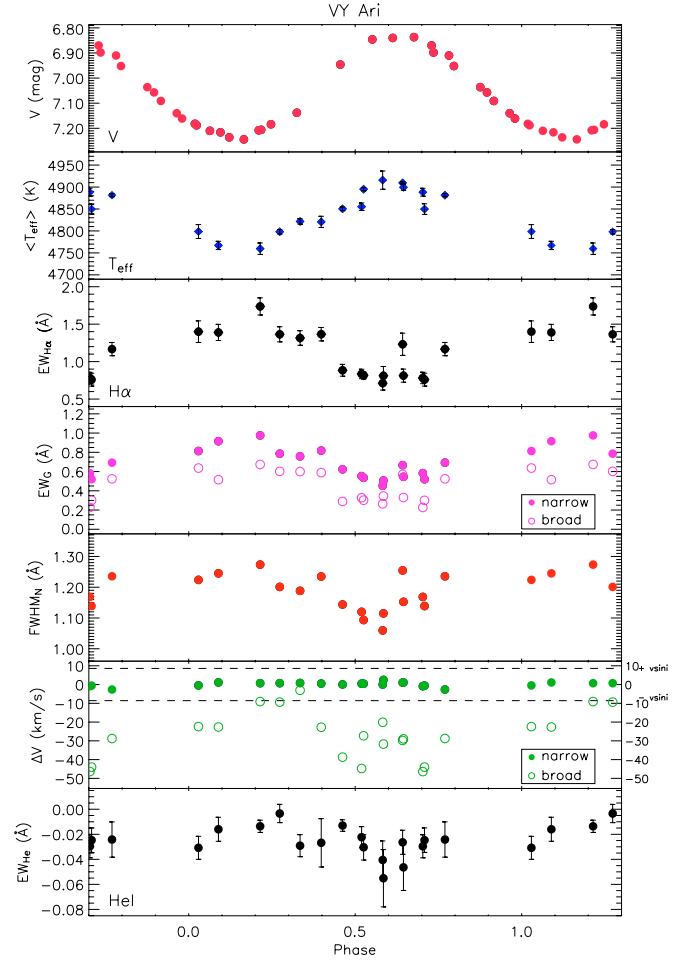 VY Ari
6.80
6.90
7.00
7.10
7.20
V (mag)
V
4950
4900
4850
4800
4750
4700
<T_eff> (K)
T_eff
2.0
1.5
1.0
0.5
EW_Hα (Å)
Hα
1.2
1.0
0.8
0.6
0.4
0.2
0.0
EW_G (Å)
narrow
broad
1.30
1.20
1.10
1.00
FWHM_N (Å)
10
0
-10
-20
-30
-40
-50
ΔV (km/s)
10+ vsini
0
-10- vsini
-20
-30
-40
-50
narrow
broad
0.00
-0.02
-0.04
-0.06
-0.08
EW_He (Å)
HeI
0.0 0.5 1.0
Phase